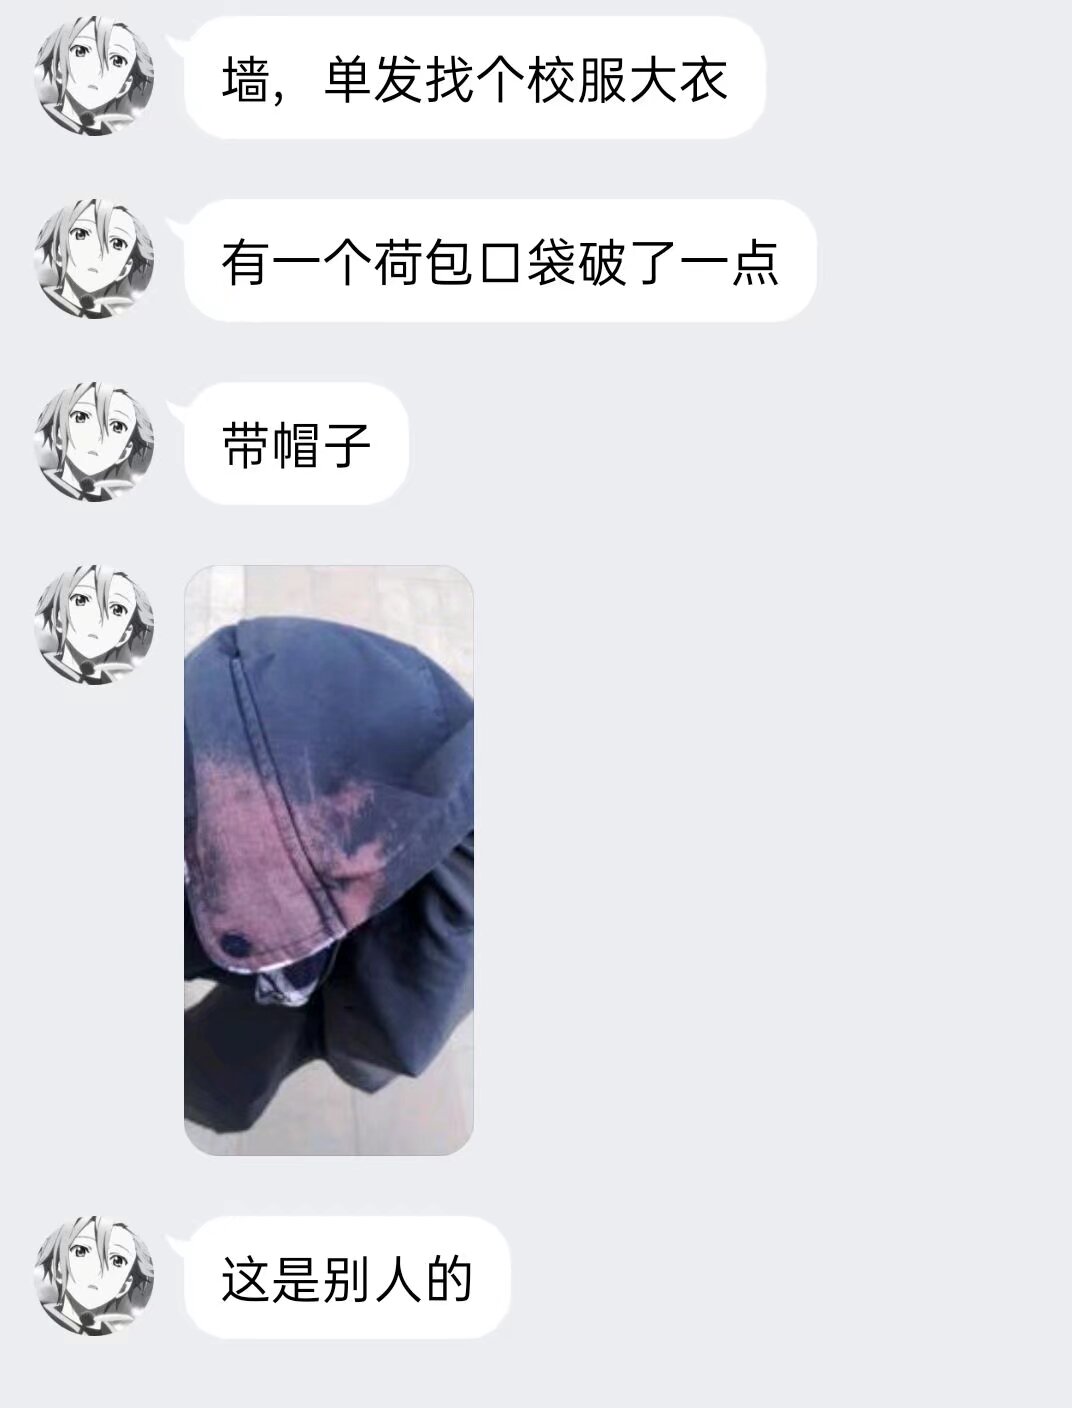 墙，单发找个校服大衣
有一个荷包口袋破了一点
带帽子
这是别人的